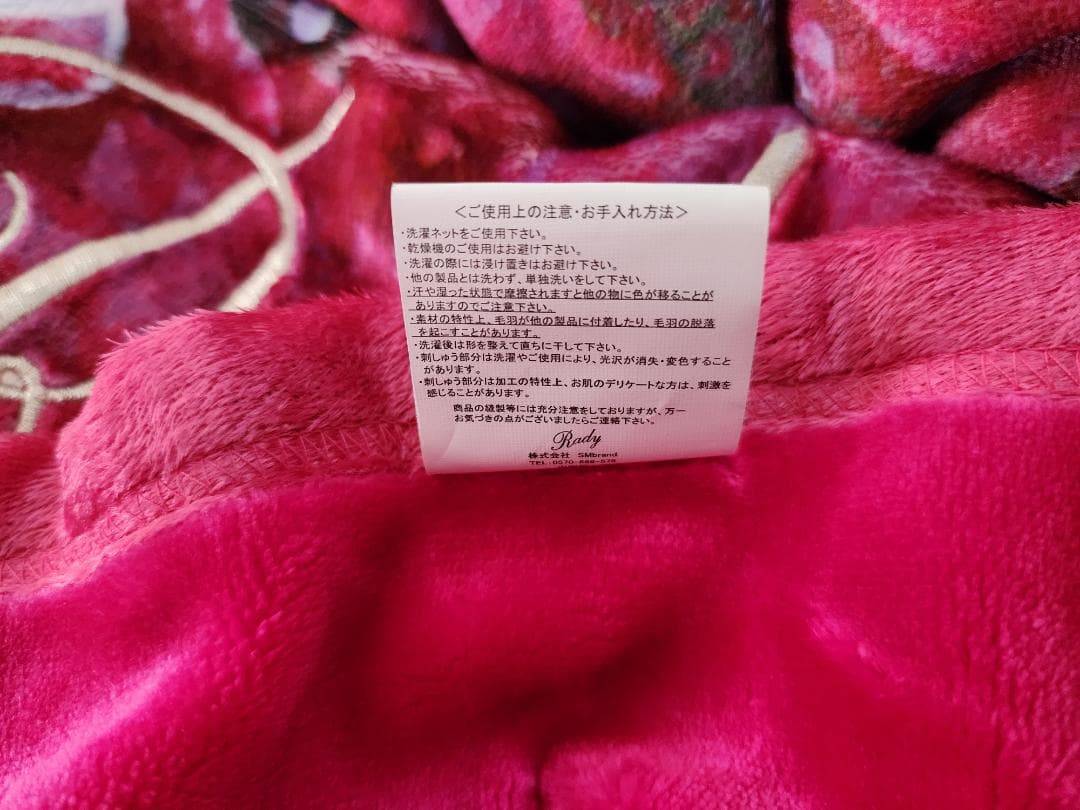 ＜ご使用上の注意・お手入れ方法＞
・洗濯ネットをご使用下さい。
・乾燥機のご使用はお避け下さい。
・洗濯の際には浸け置きはお避け下さい。
・他の製品とは洗わず、単独洗いをして下さい。
・汗や湿った状態で摩擦されますと他の物に色が移ることが
ありますのでご注意下さい。
・素材の特性上、毛羽が他の製品に付着したり、毛羽の脱落
を起こすことがあります。
・洗濯後は形を整えて直ちに干して下さい。
・刺しゅう部分は洗濯やご使用により、光沢が消失・変色すること
があります。
・刺しゅう部分は加工の特性上、お肌のデリケートな方は、刺激を
感じることがあります。
商品の縫製等には充分注意をしておりますが、万一
お気づきの点がございましたらご連絡下さい。
Rady
株式会社 SMbrand
TEL:0570-